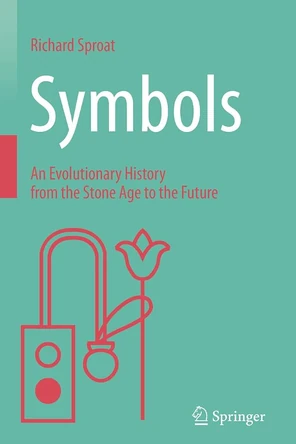 Richard Sproat
Symbols
An Evolutionary History
from the Stone Age to the Future
Springer